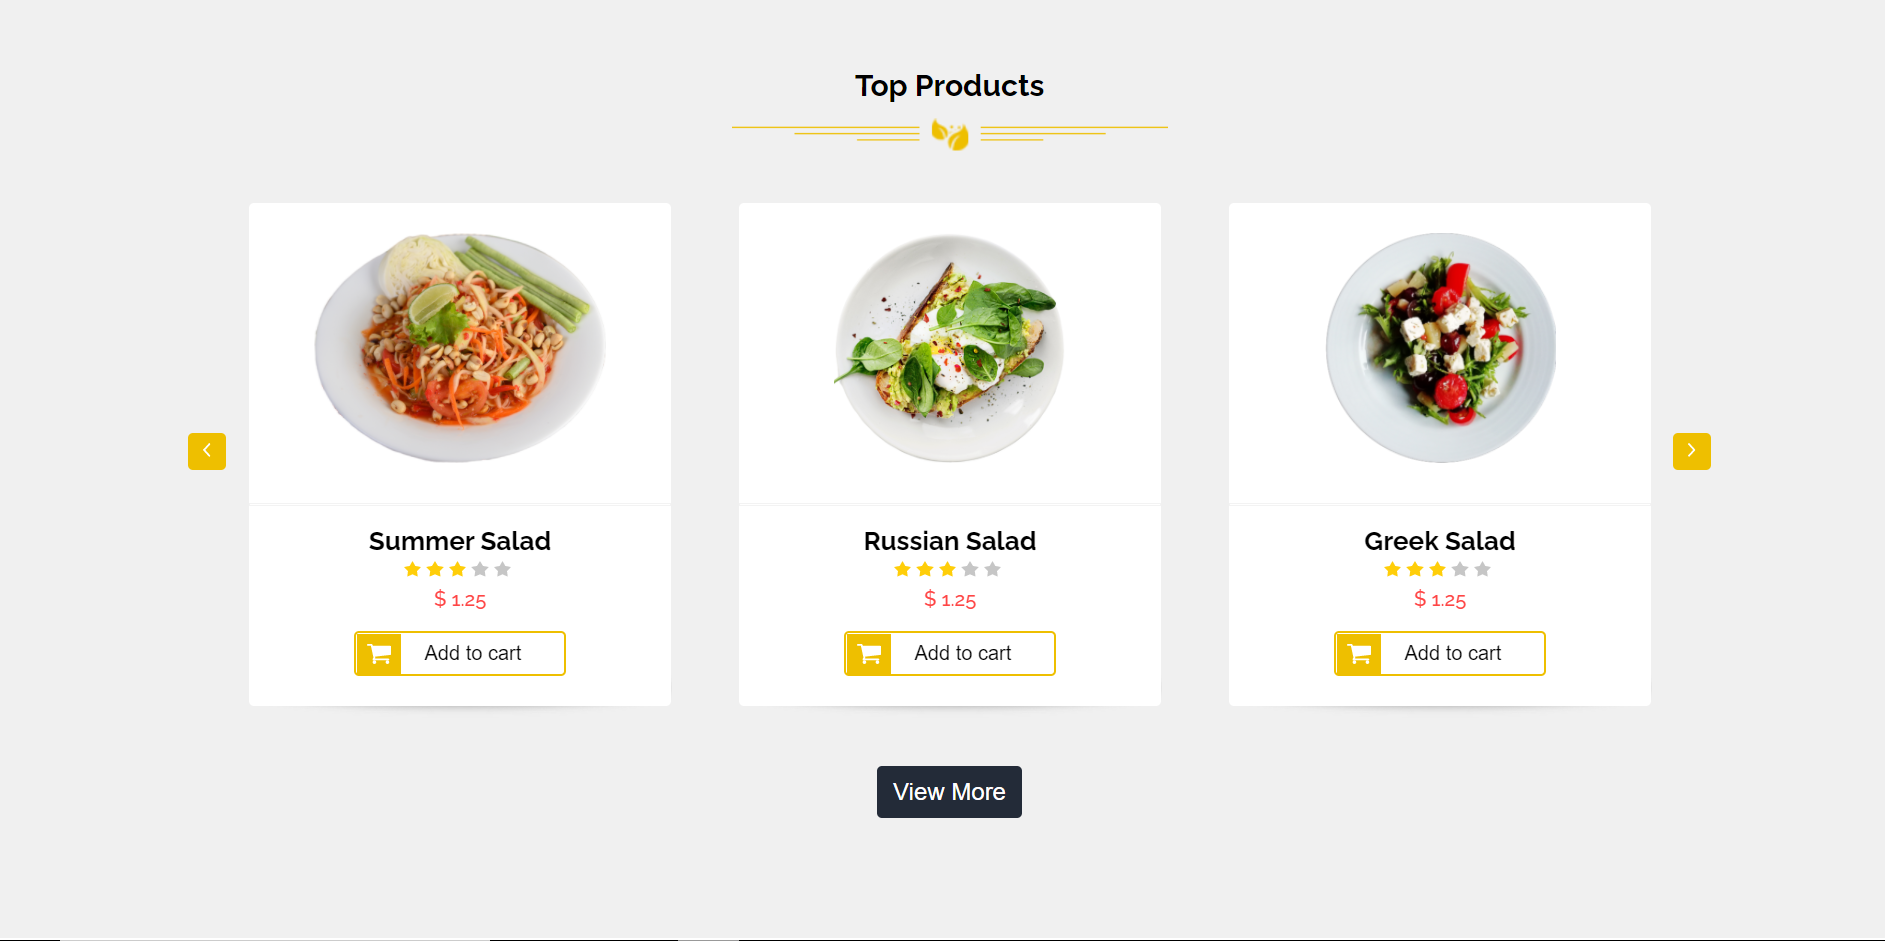 Top Products
Summer Salad
$ 1.25
Add to cart
Russian Salad
$ 1.25
Add to cart
Greek Salad
$ 1.25
Add to cart
View More